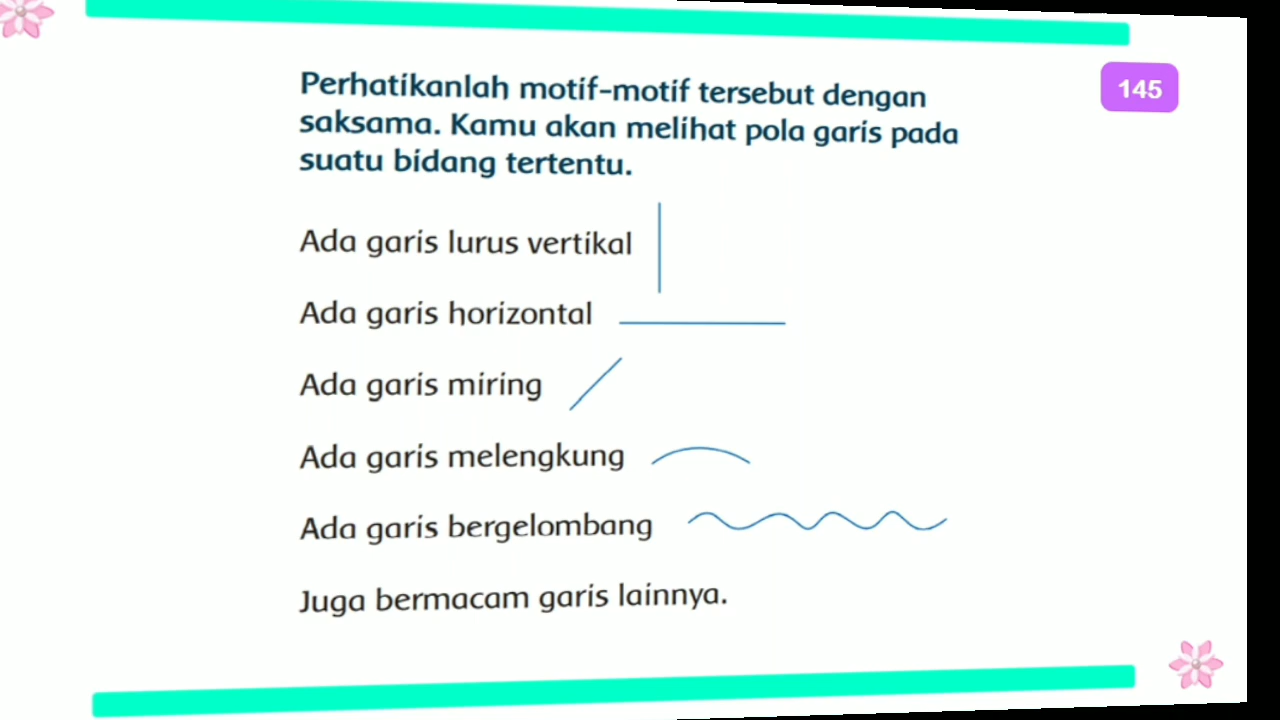 145
Perhatikanlah motif-motif tersebut dengan
saksama. Kamu akan melihat pola garis pada
suatu bidang tertentu.
Ada garis lurus vertikal
Ada garis horizontal
Ada garis miring
Ada garis melengkung
Ada garis bergelombang
Juga bermacam garis lainnya.